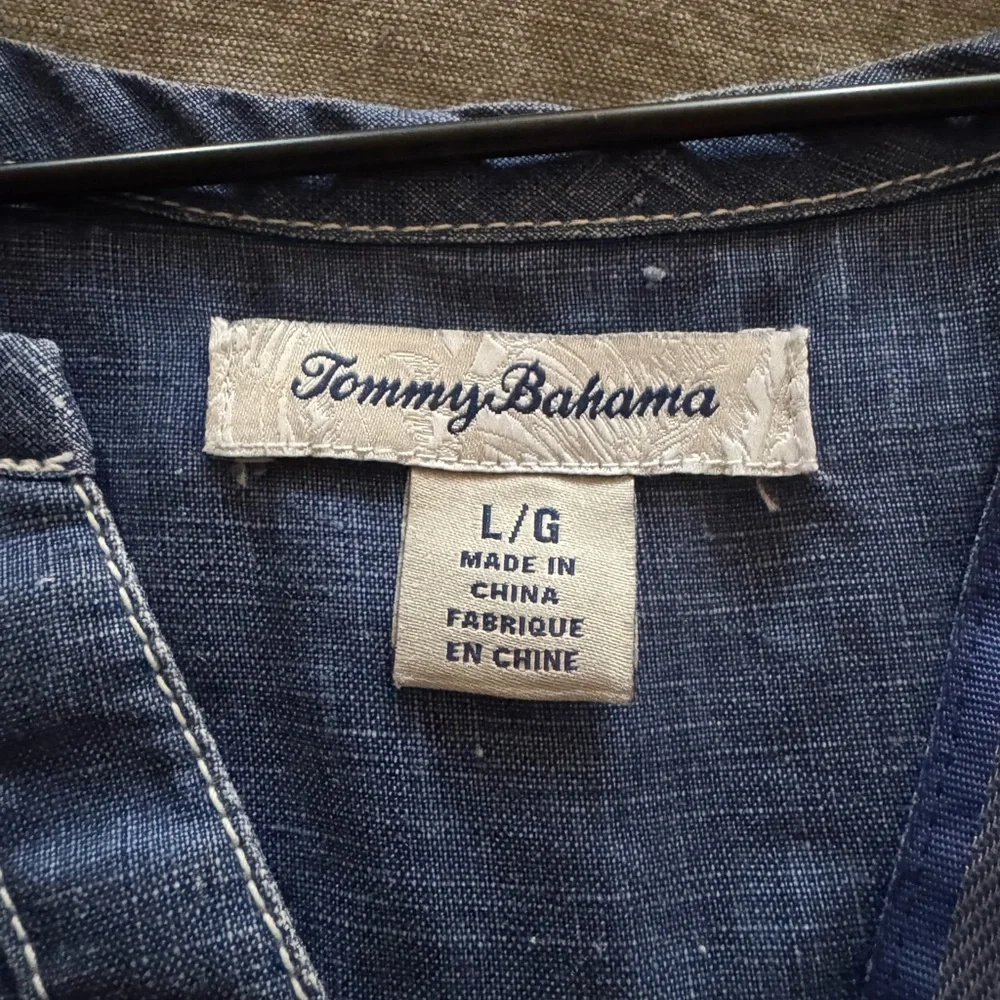 Tommy Bahama
L/G
MADE IN
CHINA
FABRIQUE
EN CHINE